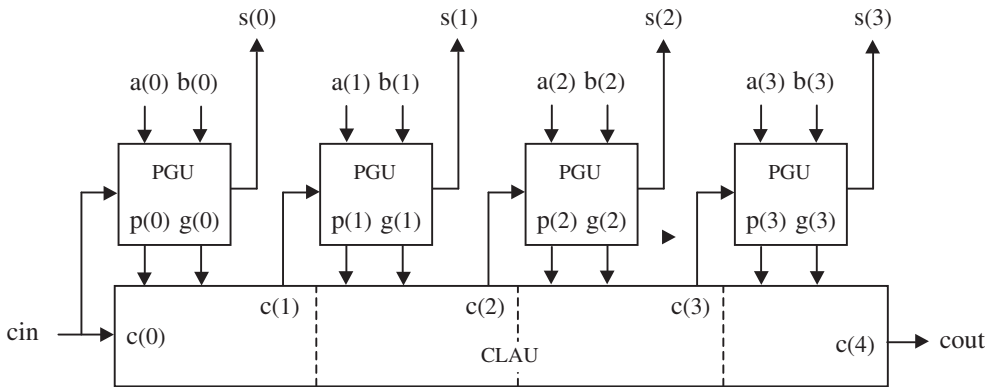 s(0) s(1) s(2) s(3)
a(0) b(0) a(1) b(1) a(2) b(2) a(3) b(3)
PGU PGU PGU PGU
p(0) g(0) p(1) g(1) p(2) g(2) p(3) g(3)
c(1) c(2) c(3)
cin c(0) c(4) cout
CLAU